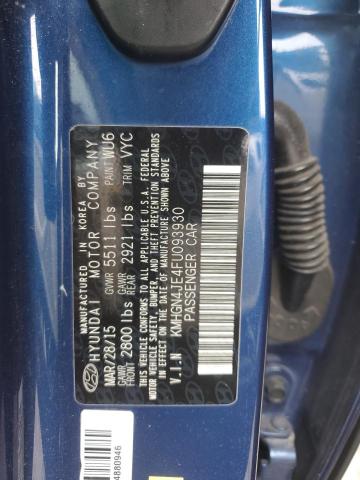 MANUFACTURED IN KOREA BY
HYUNDAI MOTOR COMPANY
MAR/28/15 GVWR 5511 lbs PAINT WU6
GAWR FRONT 2800 lbs GAWR REAR 2921 lbs TRIM VYC
THIS VEHICLE CONFORMS TO ALL APPLICABLE U.S.A. FEDERAL
MOTOR VEHICLE SAFETY, BUMPER, AND THEFT PREVENTION
STANDARDS IN EFFECT ON THE DATE OF MANUFACTURE SHOWN ABOVE.
V.I.N KMHGN4JE4FU093930
PASSENGER CAR
4880946